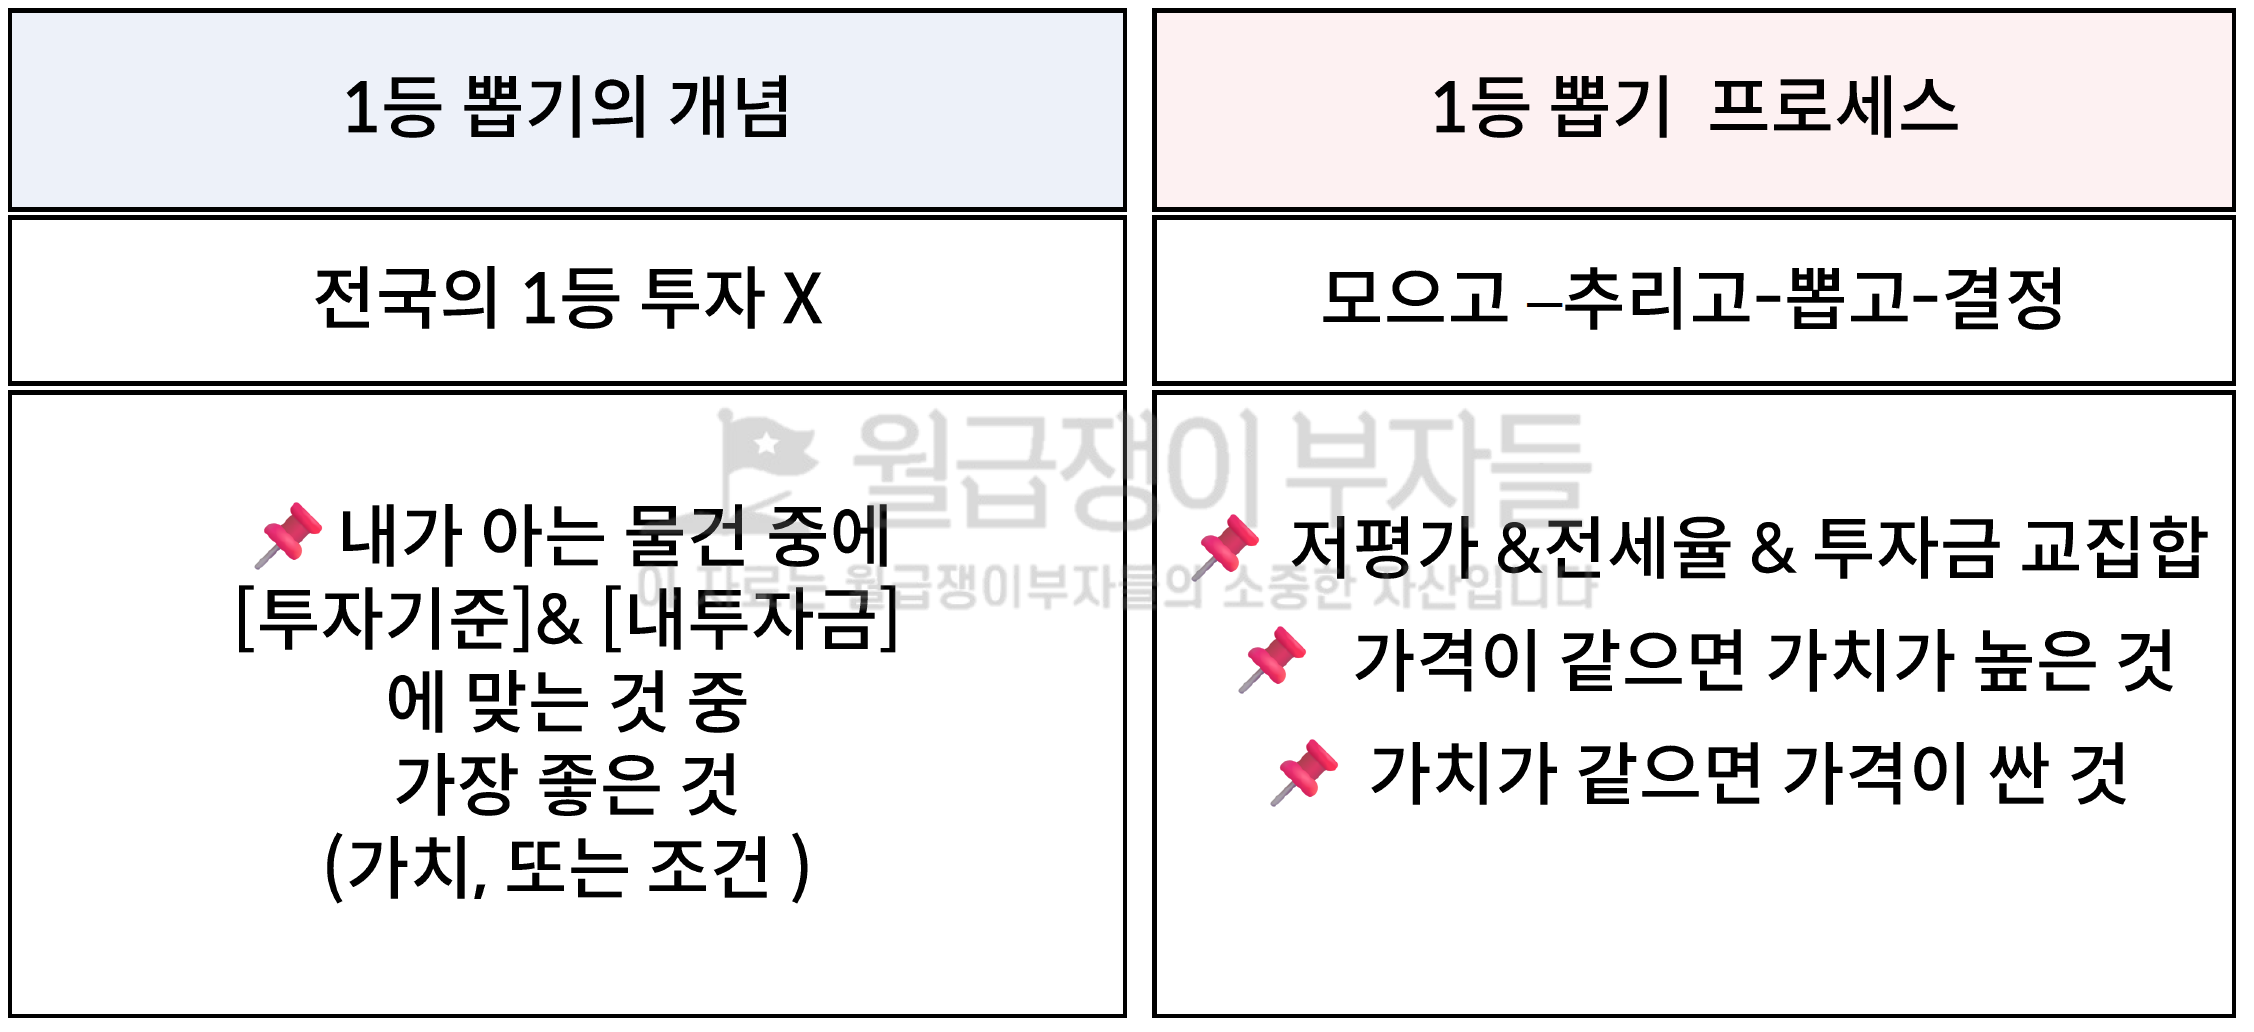 1등 뽑기의 개념
1등 뽑기 프로세스
전국의 1등 투자 X
모으고 –추리고-뽑고-결정
월급쟁이 부자들
이 자료는 월급쟁이부자들의 소중한 자산입니다
📌 내가 아는 물건 중에
[투자기준]& [내투자금]
에 맞는 것 중
가장 좋은 것
(가치, 또는 조건 )
📌 저평가 &전세율 & 투자금 교집합
📌 가격이 같으면 가치가 높은 것
📌 가치가 같으면 가격이 싼 것